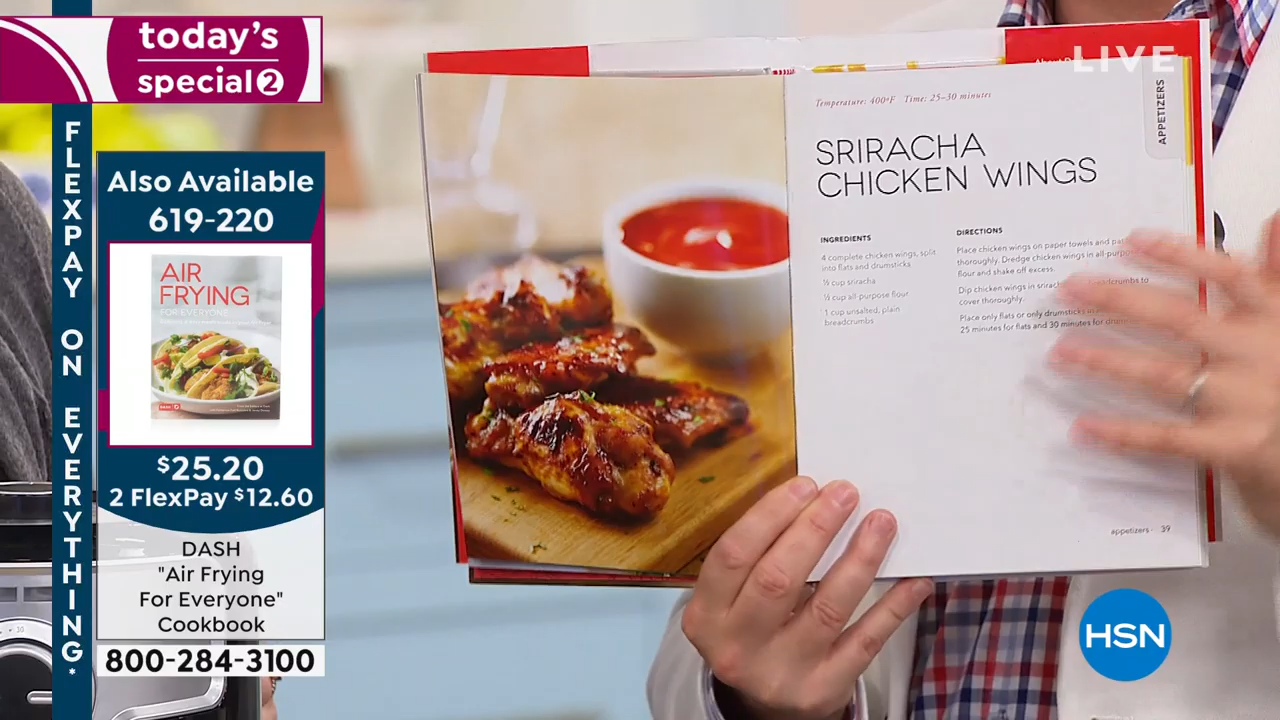 today's
special 2
FLEXPAY ON EVERYTHING*
Also Available
619-220
AIR
FRYING
FOR EVERYONE
$25.20
2 FlexPay $12.60
DASH
"Air Frying
For Everyone"
Cookbook
800-284-3100
LIVE
Temperature: 400°F Time: 25–30 minutes
APPETIZERS
SRIRACHA
CHICKEN WINGS
INGREDIENTS
4 complete chicken wings, split
into flats and drumsticks
½ cup sriracha
cup all-purpose flour
1 cup unsalted, plain
breadcrumbs
DIRECTIONS
Place chicken wings on paper towels and
thoroughly. Dredge chicken wings in all-purpose
flour and shake off excess.
Dip chicken wings in breadcrumbs to
cover thoroughly.
Place only flats or only drumsticks in
25 minutes for flats and 30 minutes for
appetizers 39
HSN